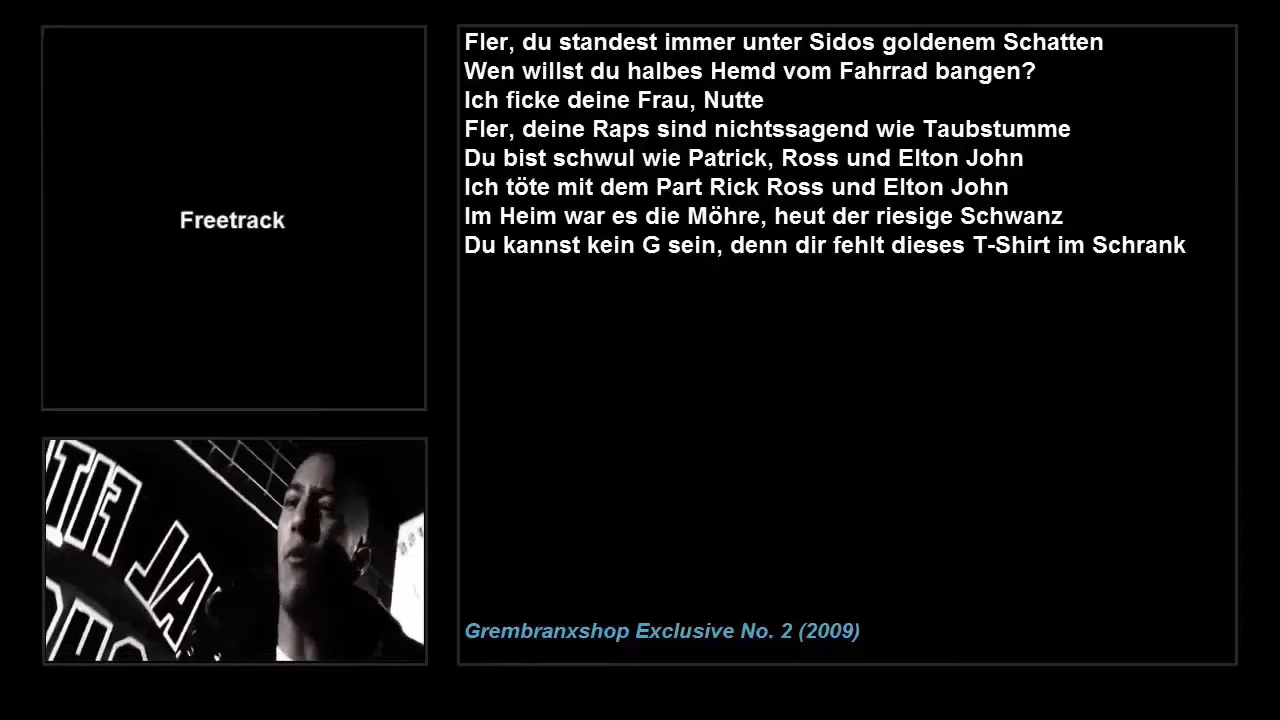 Fler, du standest immer unter Sidos goldenem Schatten
Wen willst du halbes Hemd vom Fahrrad bangen?
Ich ficke deine Frau, Nutte
Fler, deine Raps sind nichtssagend wie Taubstumme
Du bist schwul wie Patrick, Ross und Elton John
Ich töte mit dem Part Rick Ross und Elton John
Im Heim war es die Möhre, heut der riesige Schwanz
Du kannst kein G sein, denn dir fehlt dieses T-Shirt im Schrank
Freetrack
Grembranxshop Exclusive No. 2 (2009)